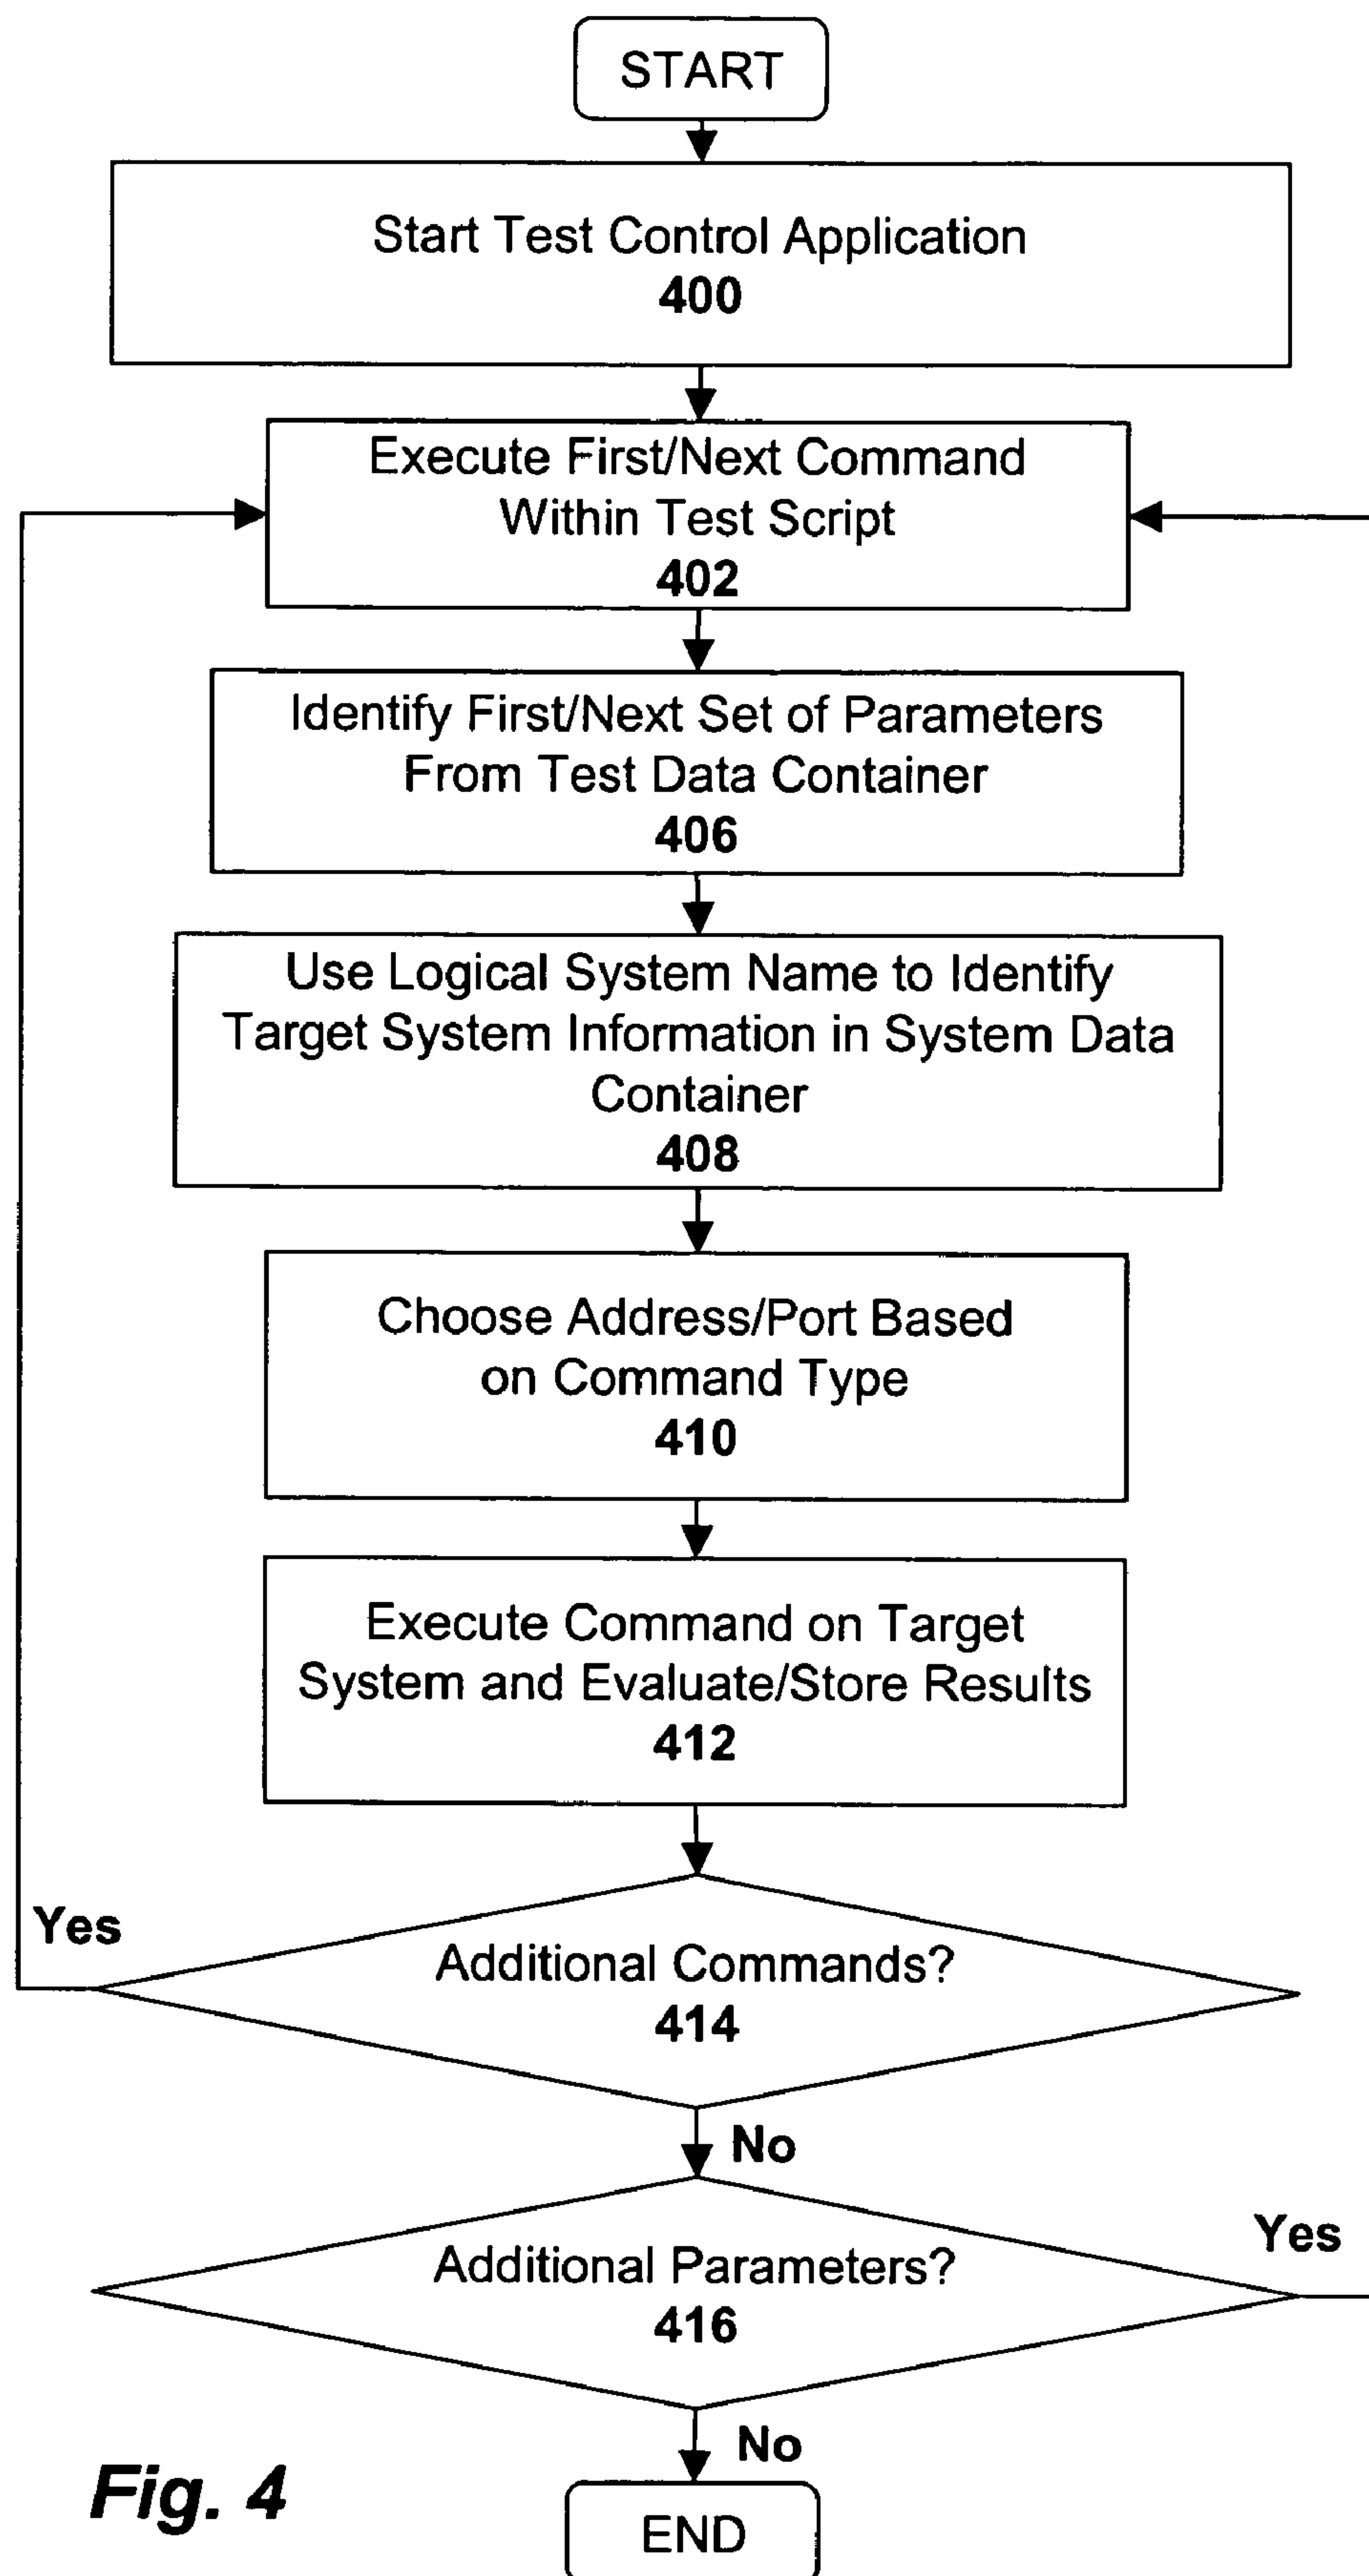 START
Start Test Control Application
400
Execute First/Next Command
Within Test Script
402
Identify First/Next Set of Parameters
From Test Data Container
406
Use Logical System Name to Identify
Target System Information in System Data
Container
408
Choose Address/Port Based
on Command Type
410
Execute Command on Target
System and Evaluate/Store Results
412
Yes
Additional Commands?
414
No
Yes
Additional Parameters?
416
No
Fig. 4
END